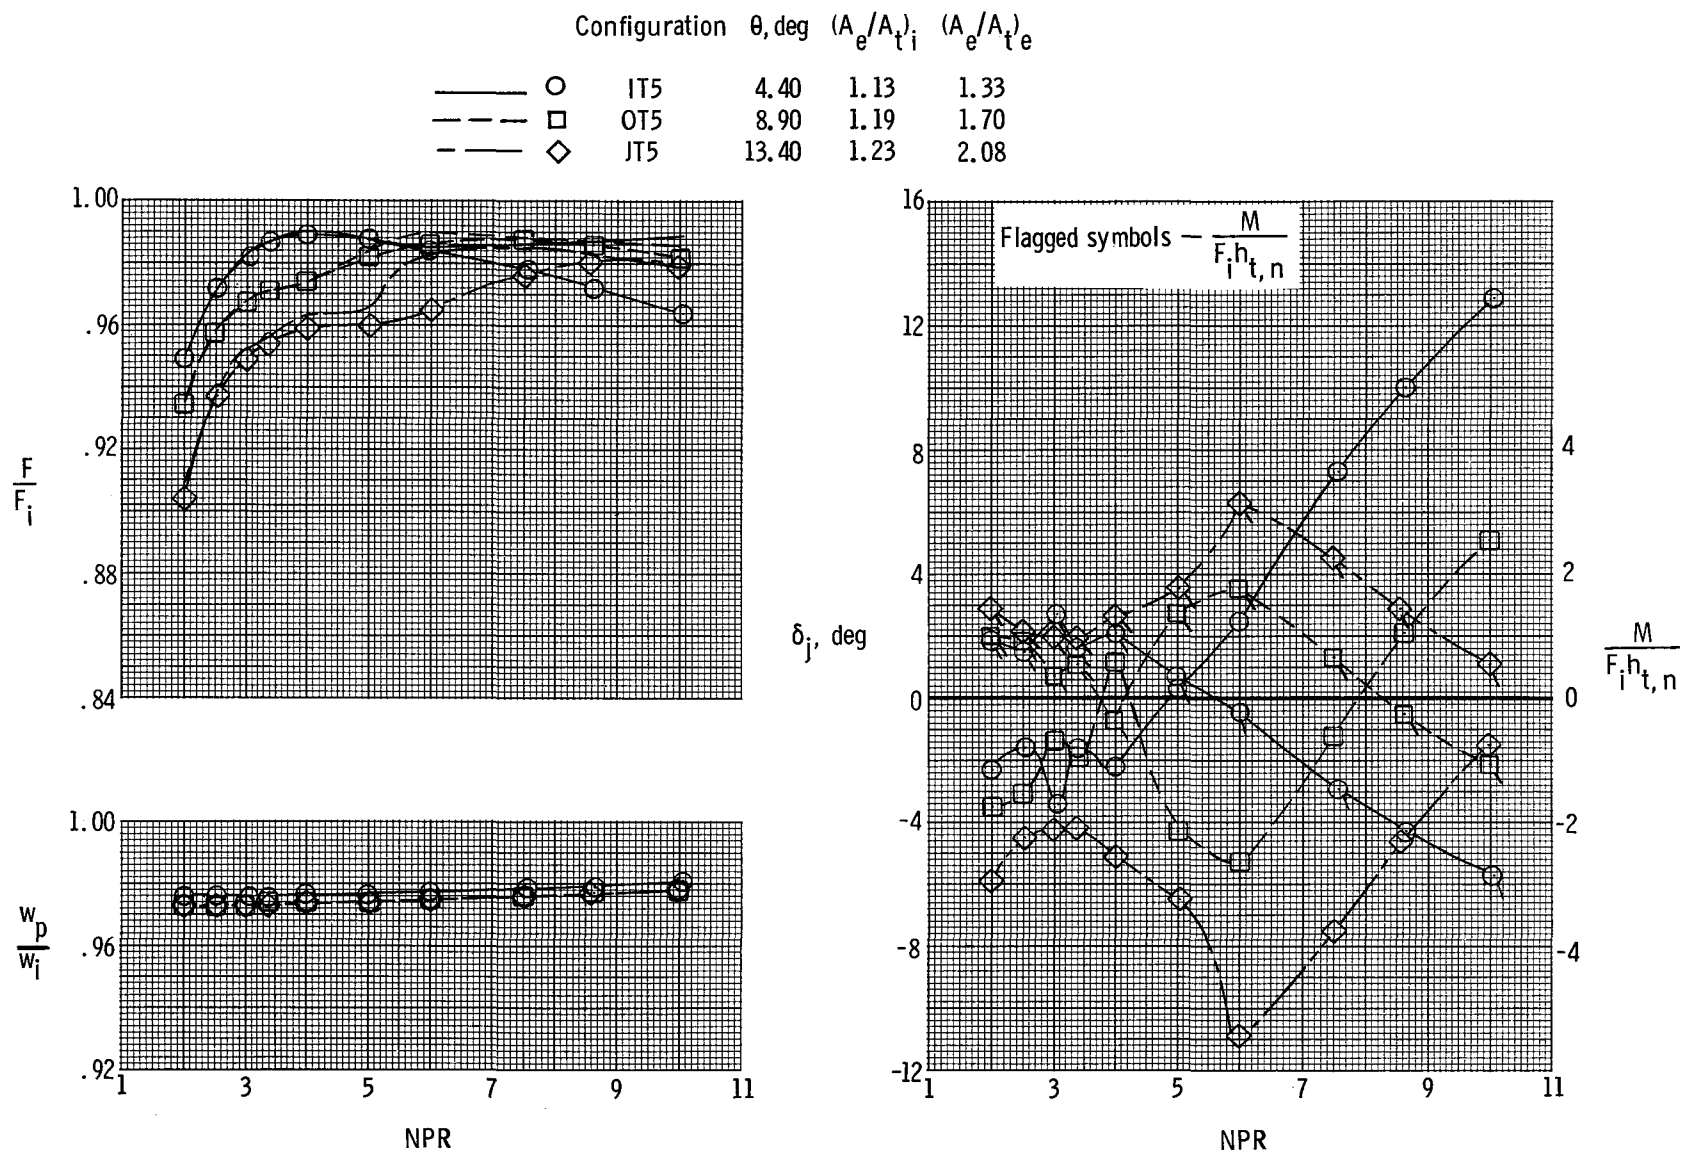 Configuration θ, deg (Ae/At)i (Ae/At)e
IT5 4.40 1.13 1.33
OT5 8.90 1.19 1.70
JT5 13.40 1.23 2.08
1.00
.96
.92
.88
.84
F
Fi
1.00
.96
.92
wp
wi
1 3 5 7 9 11
NPR
Flagged symbols — M
Fiht,n
16
12
8
4
0
-4
-8
-12
δj, deg
4
2
0
-2
-4
M
Fiht,n
1 3 5 7 9 11
NPR